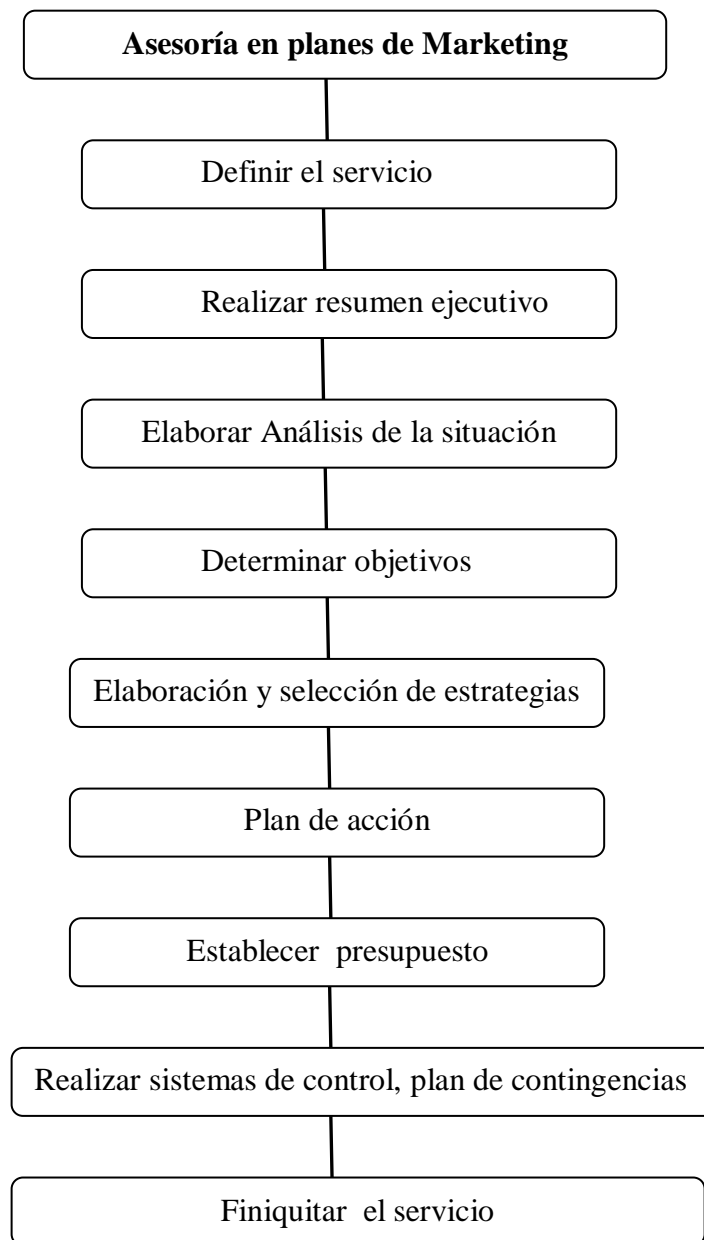 Asesoría en planes de Marketing
Definir el servicio
Realizar resumen ejecutivo
Elaborar Análisis de la situación
Determinar objetivos
Elaboración y selección de estrategias
Plan de acción
Establecer presupuesto
Realizar sistemas de control, plan de contingencias
Finiquitar el servicio